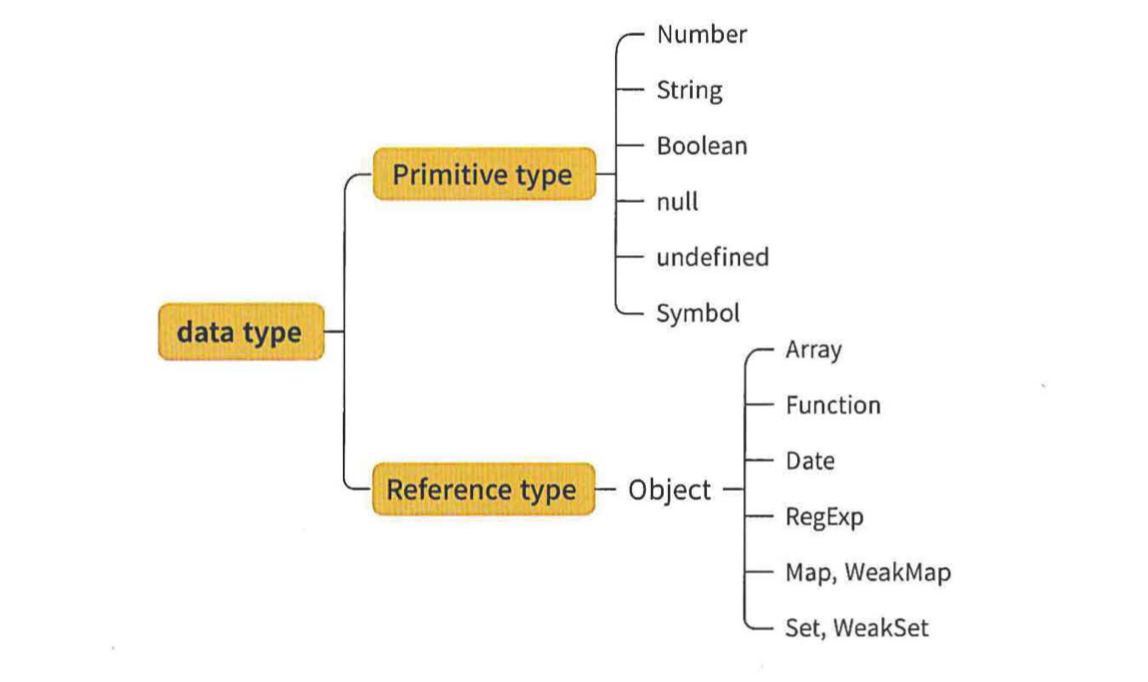 data type
Primitive type
Number
String
Boolean
null
undefined
Symbol
Reference type
Object
Array
Function
Date
RegExp
Map, WeakMap
Set, WeakSet